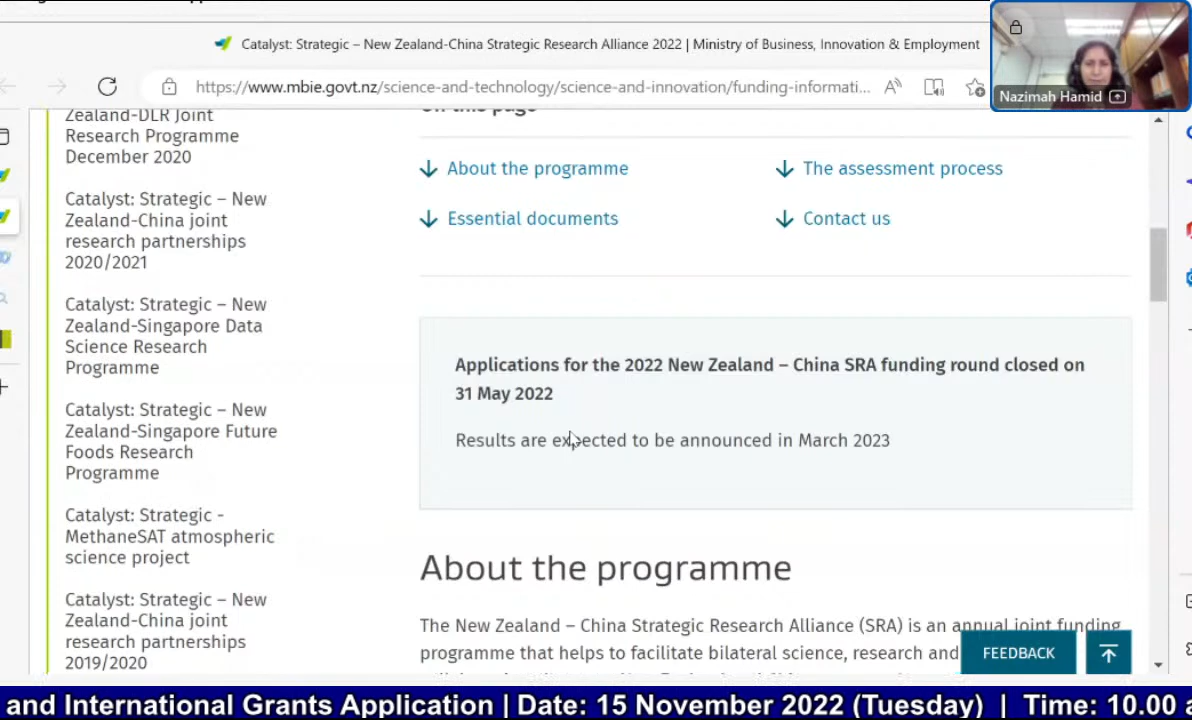 Catalyst: Strategic – New Zealand-China Strategic Research Alliance 2022 | Ministry of Business, Innovation & Employment
https://www.mbie.govt.nz/science-and-technology/science-and-innovation/funding-informati...
Nazimah Hamid
Zealand-DLR Joint
Research Programme
December 2020
Catalyst: Strategic – New
Zealand-China joint
research partnerships
2020/2021
Catalyst: Strategic – New
Zealand-Singapore Data
Science Research
Programme
Catalyst: Strategic – New
Zealand-Singapore Future
Foods Research
Programme
Catalyst: Strategic -
MethaneSAT atmospheric
science project
Catalyst: Strategic – New
Zealand-China joint
research partnerships
2019/2020
On this page
About the programme
The assessment process
Essential documents
Contact us
Applications for the 2022 New Zealand – China SRA funding round closed on
31 May 2022
Results are expected to be announced in March 2023
About the programme
The New Zealand – China Strategic Research Alliance (SRA) is an annual joint funding
programme that helps to facilitate bilateral science, research and
FEEDBACK
and International Grants Application | Date: 15 November 2022 (Tuesday) | Time: 10.00 a